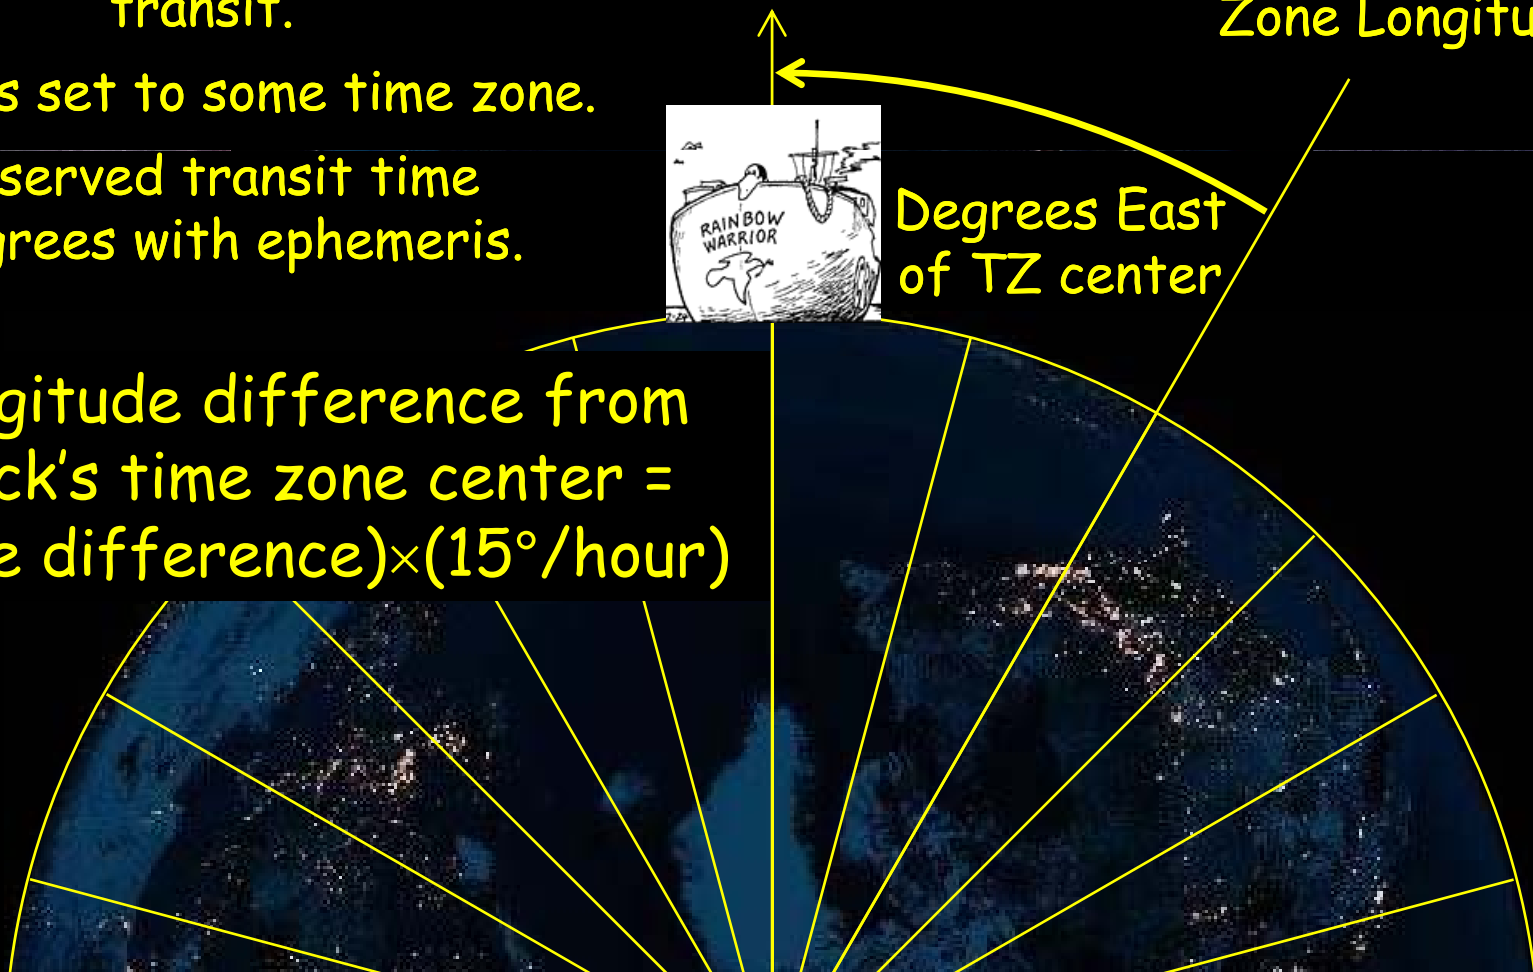 transit.
Zone Longitu
s set to some time zone.
served transit time
grees with ephemeris.
RAINBOW
WARRIOR
Degrees East
of TZ center
gitude difference from
ck's time zone center =
e difference)×(15°/hour)